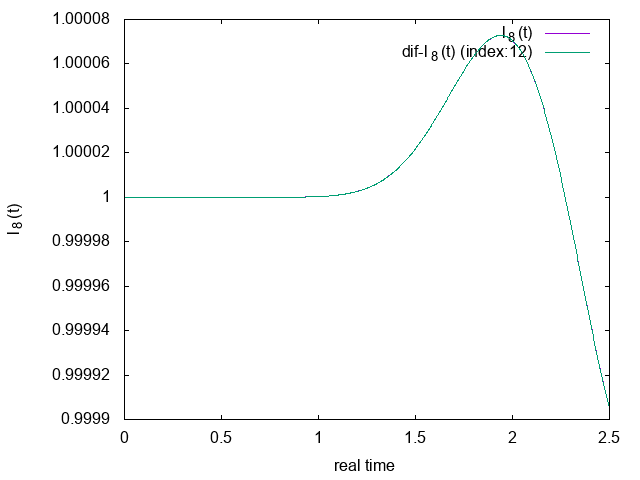 1.00008
1.00006
1.00004
1.00002
1
0.99998
0.99996
0.99994
0.99992
0.9999
0 0.5 1 1.5 2 2.5
real time
I8(t)
I8(t)
dif-I8(t) (index:12)